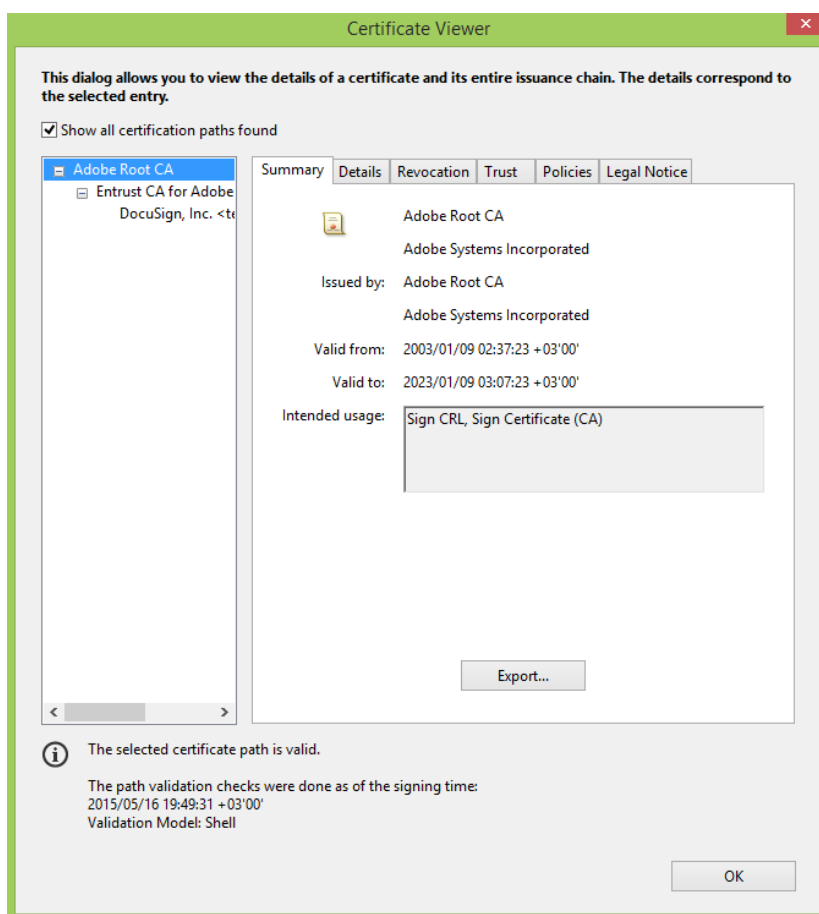 Certificate Viewer
This dialog allows you to view the details of a certificate and its entire issuance chain. The details correspond to
the selected entry.
Show all certification paths found
Adobe Root CA
Entrust CA for Adobe
DocuSign, Inc. <te
Summary Details Revocation Trust Policies Legal Notice
Adobe Root CA
Adobe Systems Incorporated
Issued by: Adobe Root CA
Adobe Systems Incorporated
Valid from: 2003/01/09 02:37:23 +03'00'
Valid to: 2023/01/09 03:07:23 +03'00'
Intended usage: Sign CRL, Sign Certificate (CA)
Export...
The selected certificate path is valid.
The path validation checks were done as of the signing time:
2015/05/16 19:49:31 +03'00'
Validation Model: Shell
OK